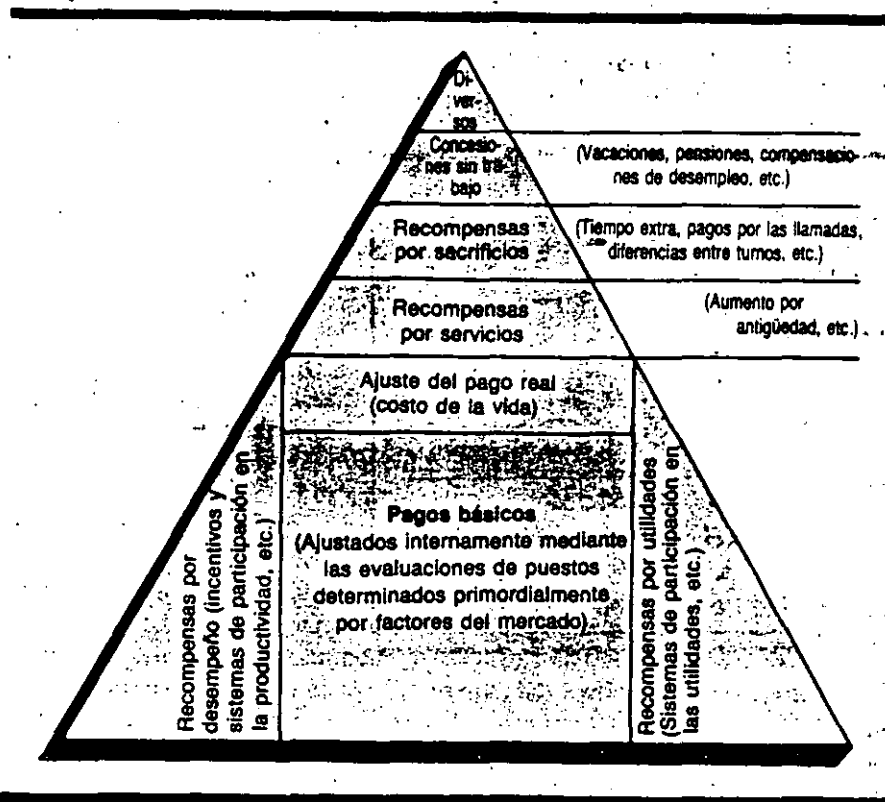 Di-
ver-
sos
Concesio-
nes sin tra-
bajo
(Vacaciones, pensiones, compensacio-
nes de desempleo, etc.)
Recompensas
por sacrificios
(Tiempo extra, pagos por las llamadas,
diferencias entre turnos, etc.)
Recompensas
por servicios
(Aumento por
antigüedad, etc.)
Ajuste del pago real
(costo de la vida)
Recompensas por
desempeño (incentivos y
sistemas de participación en
la productividad, etc.)
Pagos básicos
(Ajustados internamente mediante
las evaluaciones de puestos
determinados primordialmente
por factores del mercado)
Recompensas por utilidades
(Sistemas de participación en
las utilidades, etc.)